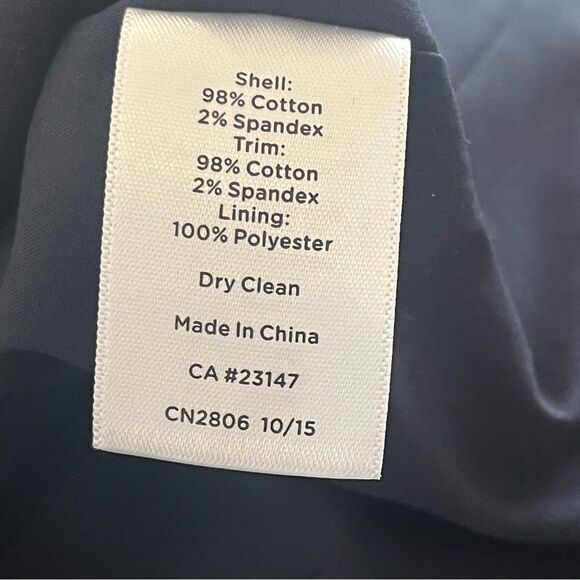 Shell:
98% Cotton
2% Spandex
Trim:
98% Cotton
2% Spandex
Lining:
100% Polyester
Dry Clean
Made In China
CA #23147
CN2806 10/15